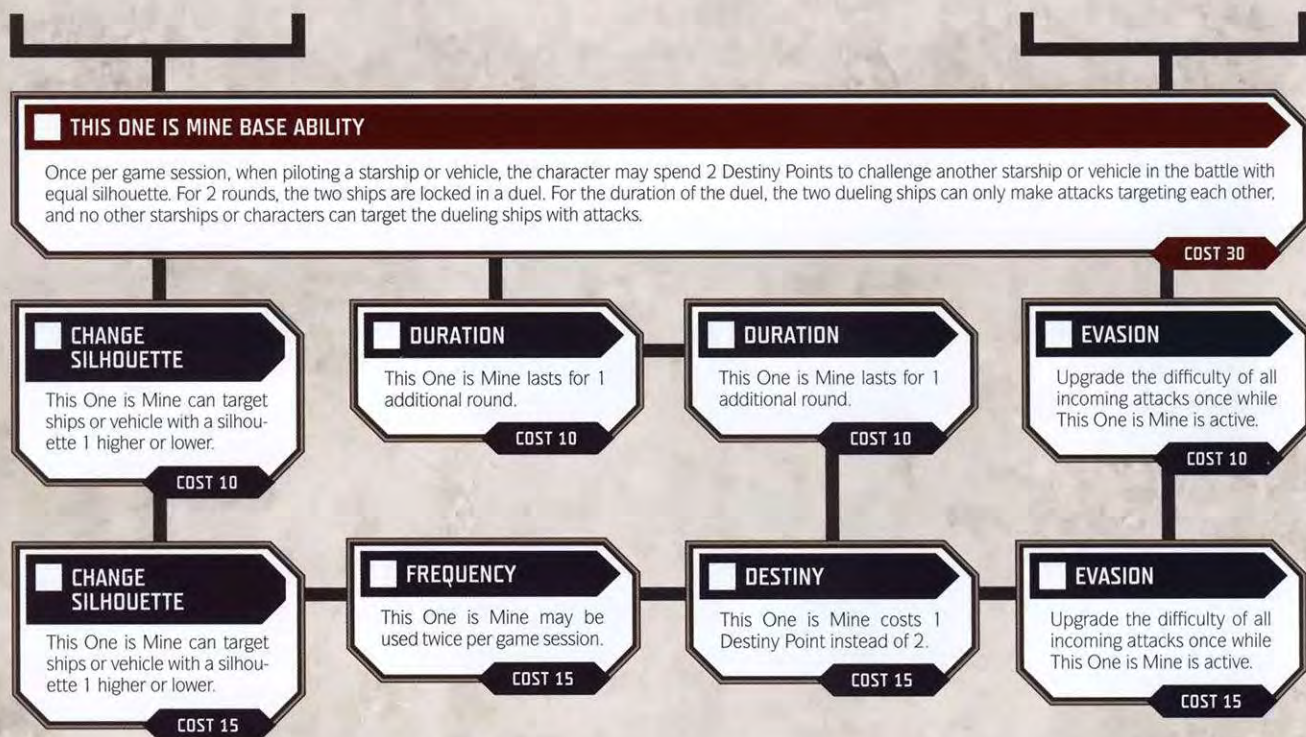 THIS ONE IS MINE BASE ABILITY
Once per game session, when piloting a starship or vehicle, the character may spend 2 Destiny Points to challenge another starship or vehicle in the battle with
equal silhouette. For 2 rounds, the two ships are locked in a duel. For the duration of the duel, the two dueling ships can only make attacks targeting each other,
and no other starships or characters can target the dueling ships with attacks.
COST 30
CHANGE
SILHOUETTE
This One is Mine can target
ships or vehicle with a silhou-
ette 1 higher or lower.
COST 10
DURATION
This One is Mine lasts for 1
additional round.
COST 10
DURATION
This One is Mine lasts for 1
additional round.
COST 10
EVASION
Upgrade the difficulty of all
incoming attacks once while
This One is Mine is active.
COST 10
CHANGE
SILHOUETTE
This One is Mine can target
ships or vehicle with a silhou-
ette 1 higher or lower.
COST 15
FREQUENCY
This One is Mine may be
used twice per game session.
COST 15
DESTINY
This One is Mine costs 1
Destiny Point instead of 2.
COST 15
EVASION
Upgrade the difficulty of all
incoming attacks once while
This One is Mine is active.
COST 15